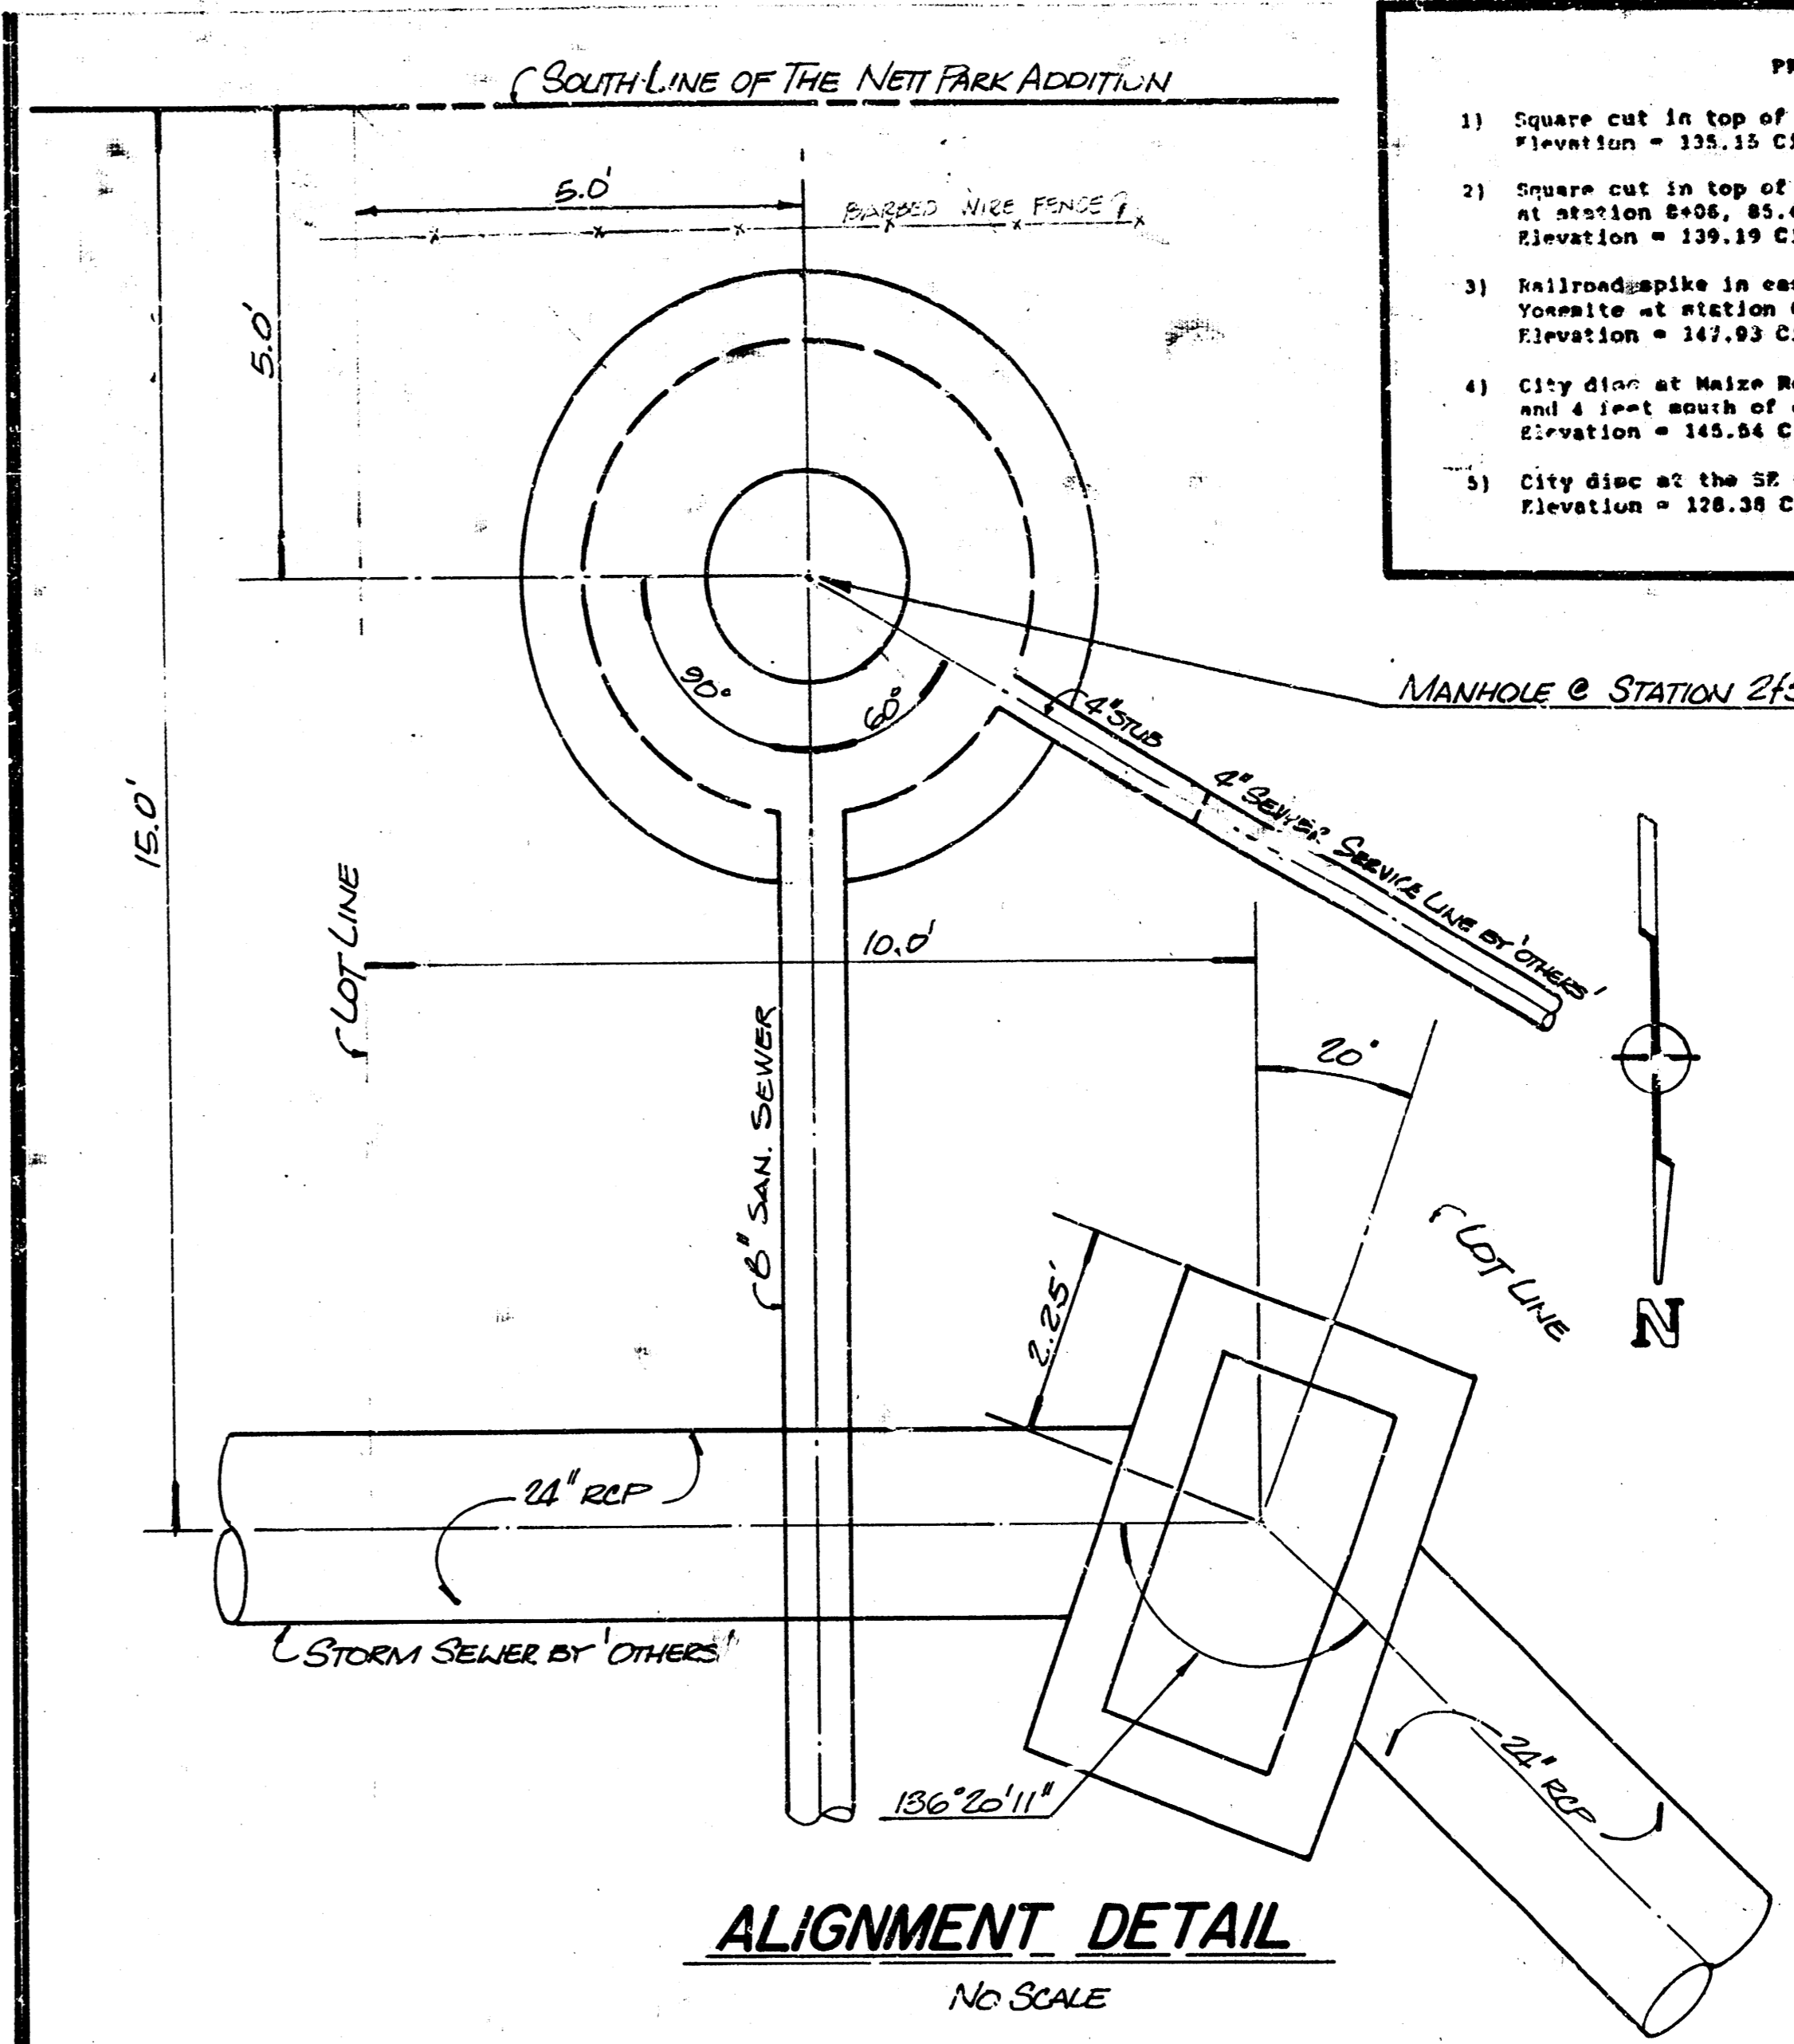 SOUTH LINE OF THE NETT PARK ADDITION
5.0'
BARBED WIRE FENCE
5.0'
15.0'
90°
60°
4" STUB
4" SEWER SERVICE LINE BY 'OTHERS'
MANHOLE @ STATION
LOT LINE
10.0'
20°
8" SAN. SEWER
2.25'
LOT LINE
N
24" RCP
STORM SEWER BY 'OTHERS'
136°20'11"
24" RCP
ALIGNMENT DETAIL
NO SCALE
1) Square cut in top of
Elevation = 135.15
2) Square cut in top of
at station 8+06, 85.
Elevation = 139.19
3) Railroad spike in
Yosemite at station
Elevation = 147.93
4) City disc at Maize
and 4 feet south of
Elevation = 145.54 C
5) City disc at the SE
Elevation = 128.38 C